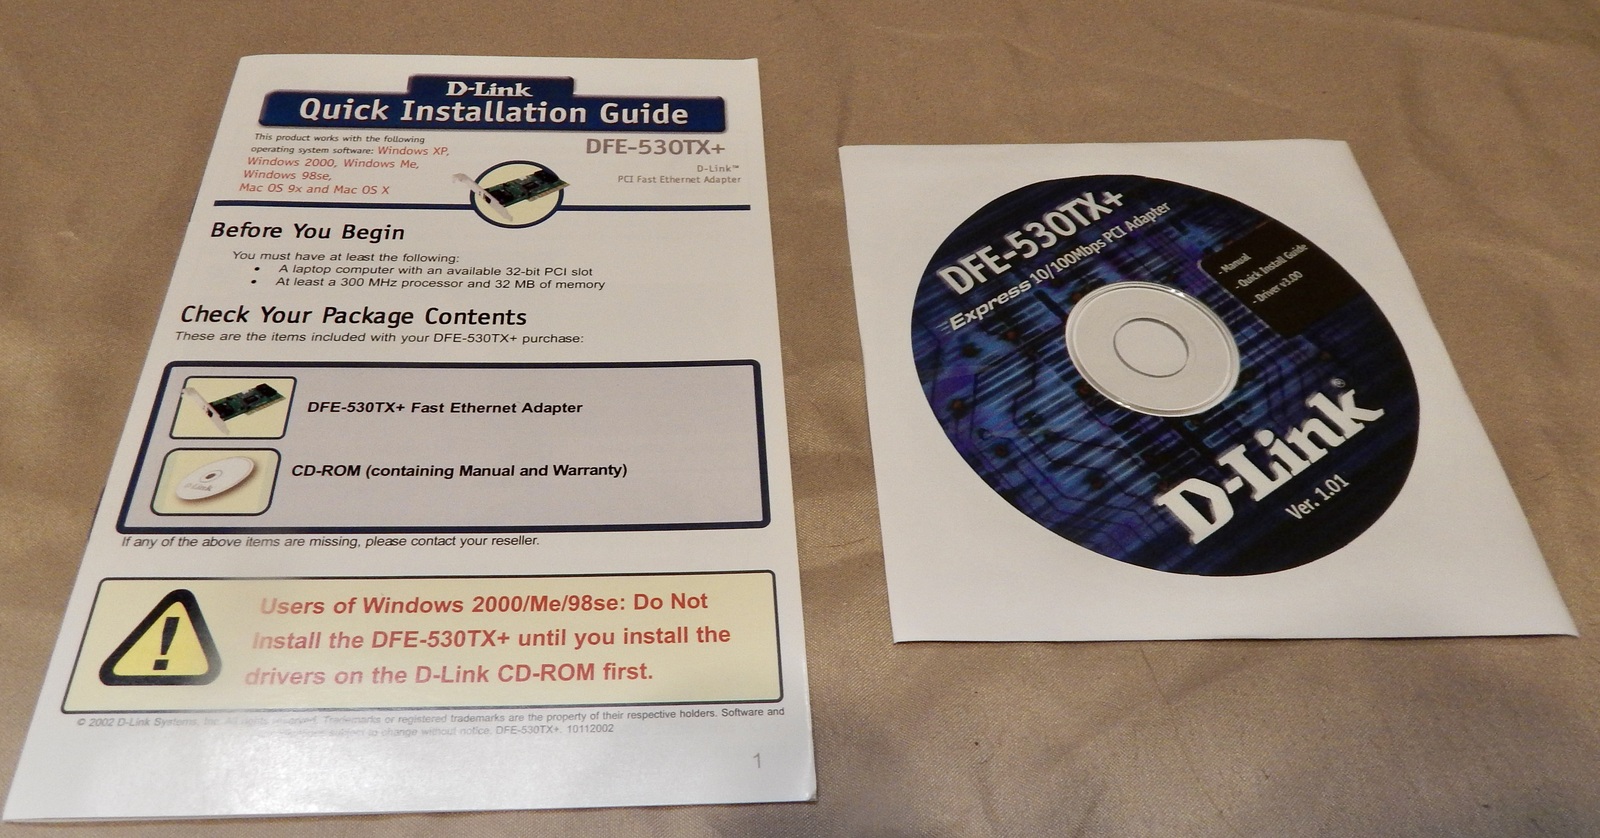 D-Link
Quick Installation Guide
This product works with the following
operating system software: Windows XP,
Windows 2000, Windows Me,
Windows 98se,
Mac OS 9x and Mac OS X
DFE-530TX+
D-Link™
PCI Fast Ethernet Adapter
Before You Begin
You must have at least the following:
• A laptop computer with an available 32-bit PCI slot
• At least a 300 MHz processor and 32 MB of memory
Check Your Package Contents
These are the items included with your DFE-530TX+ purchase:
DFE-530TX+ Fast Ethernet Adapter
D-Link
CD-ROM (containing Manual and Warranty)
If any of the above items are missing, please contact your reseller.
Users of Windows 2000/Me/98se: Do Not
Install the DFE-530TX+ until you install the
drivers on the D-Link CD-ROM first.
© 2002 D-Link Systems, Inc. All rights reserved. Trademarks or registered trademarks are the property of their respective holders. Software and
subject to change without notice. DFE-530TX+. 10112002
1
DFE-530TX+
Express 10/100Mbps PCI Adapter
- Manual
- Quick Install Guide
- Driver v3.00
D-Link®
Ver. 1.01